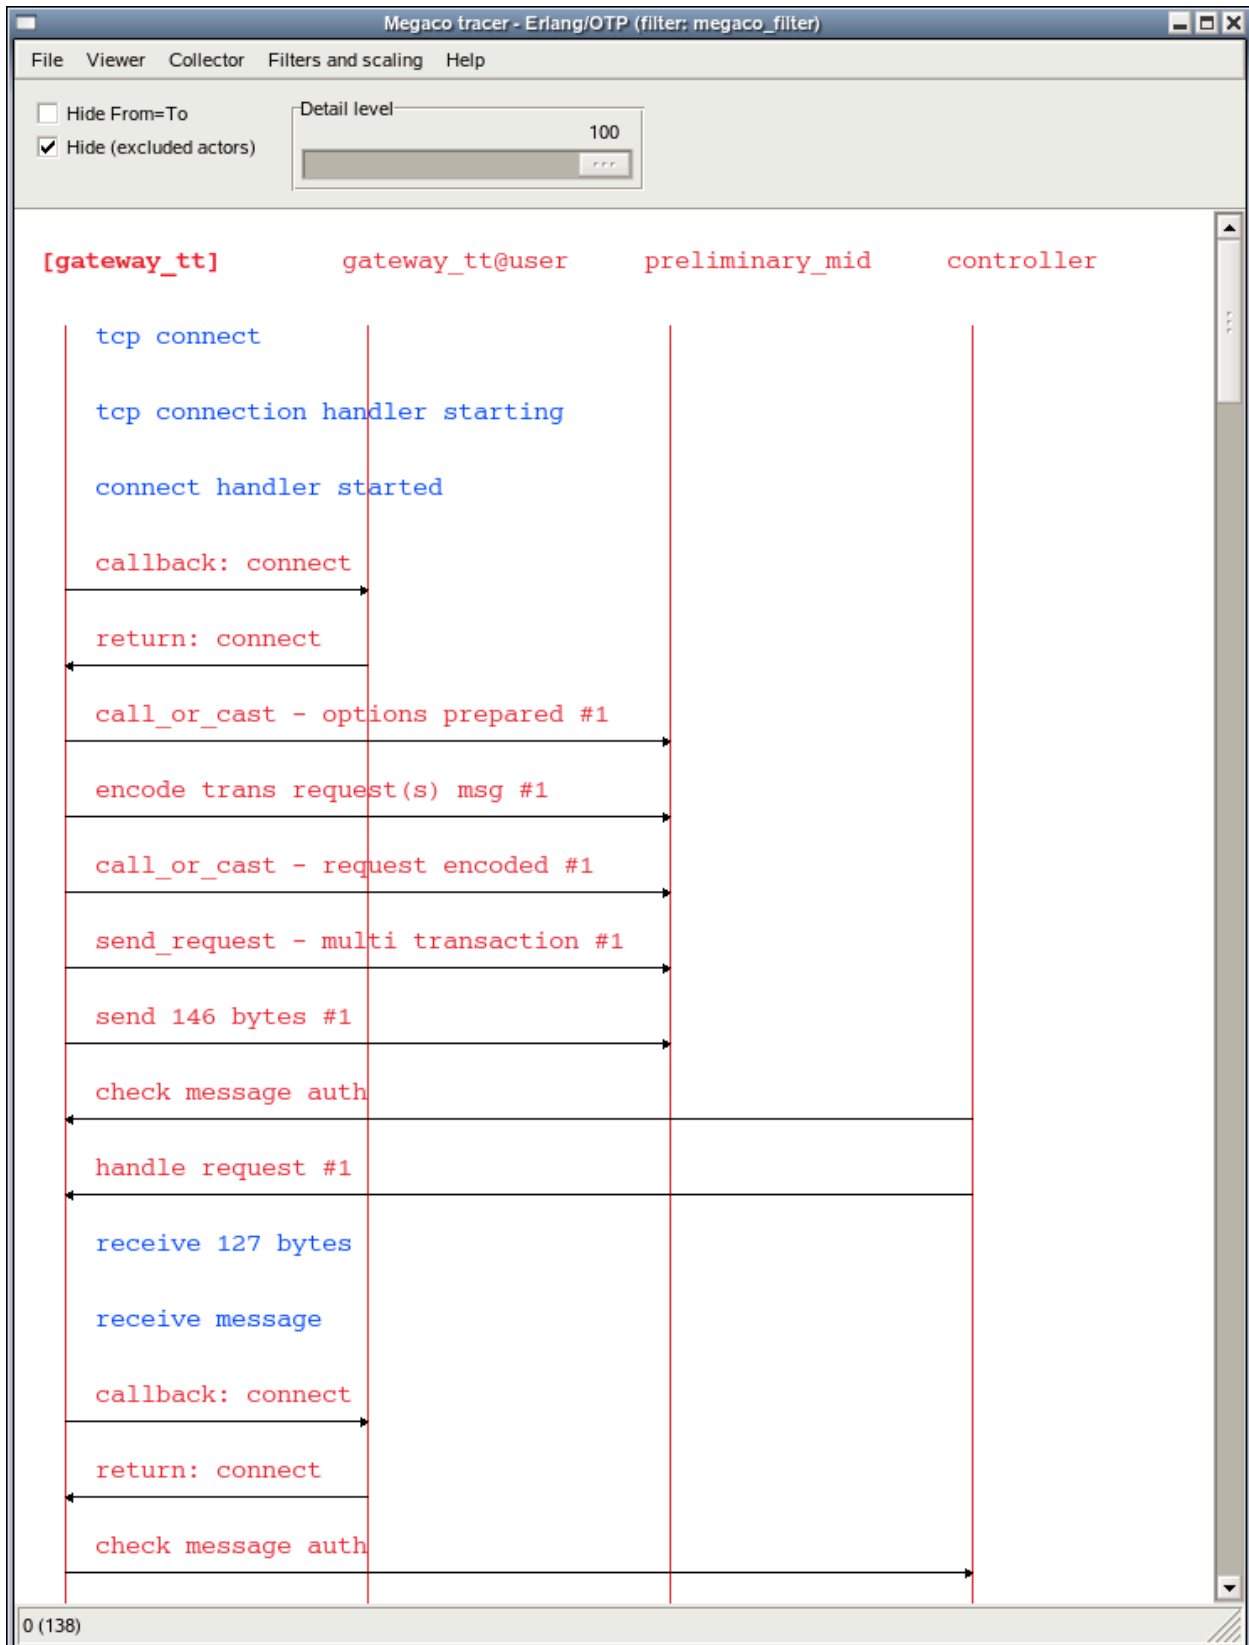 Megaco tracer - Erlang/OTP (filter: megaco_filter)
File Viewer Collector Filters and scaling Help
Hide From=To
Hide (excluded actors)
Detail level
100
[gateway_tt] gateway_tt@user preliminary_mid controller
tcp connect
tcp connection handler starting
connect handler started
callback: connect
return: connect
call_or_cast - options prepared #1
encode trans request(s) msg #1
call_or_cast - request encoded #1
send_request - multi transaction #1
send 146 bytes #1
check message auth
handle request #1
receive 127 bytes
receive message
callback: connect
return: connect
check message auth
0 (138)